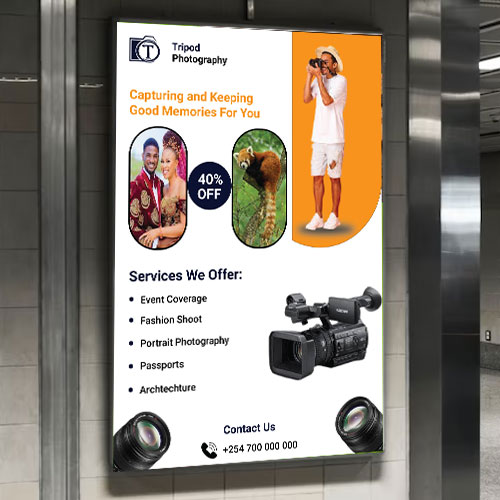 T
Tripod
Photography
Capturing and Keeping
Good Memories For You
40%
OFF
Services We Offer:
Event Coverage
Fashion Shoot
Portrait Photography
Passports
Archtechture
Contact Us
+254 700 000 000